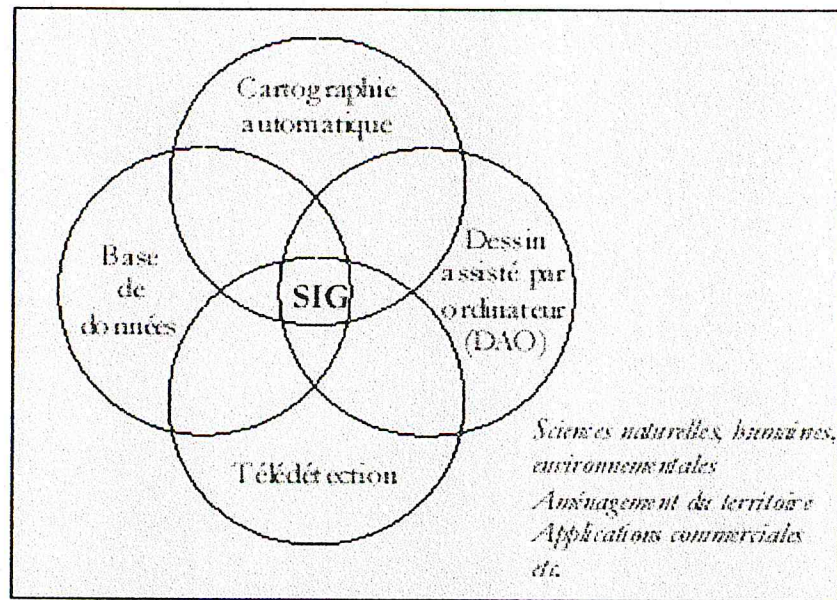 Cartographie
automatique
Base
de
données
SIG
Dessin
assisté par
ordinateur
(DAO)
Télédétection
Sciences naturelles, humaines,
environnementales
Aménagement du territoire
Applications commerciales
etc.